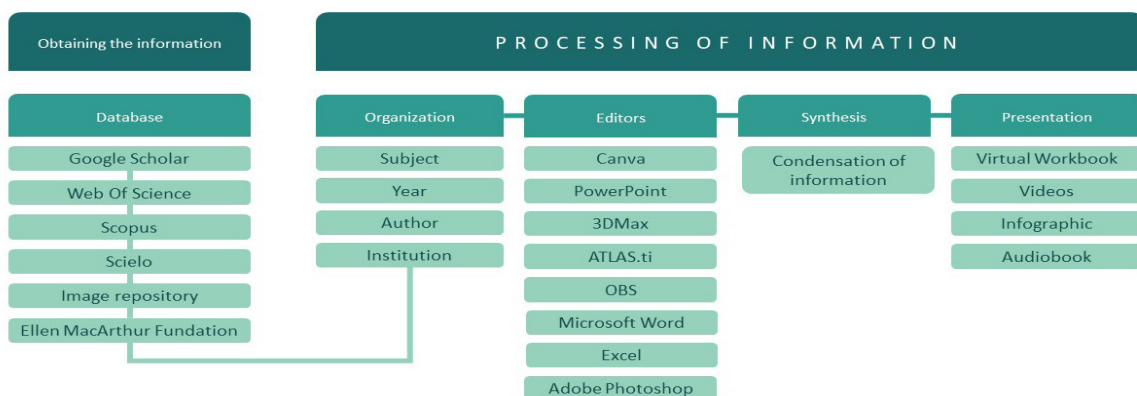 Obtaining the information
PROCESSING OF INFORMATION
Database
Google Scholar
Web Of Science
Scopus
Scielo
Image repository
Ellen MacArthur Fundation
Organization
Subject
Year
Author
Institution
Editors
Canva
PowerPoint
3DMax
ATLAS.ti
OBS
Microsoft Word
Excel
Adobe Photoshop
Synthesis
Condensation of
information
Presentation
Virtual Workbook
Videos
Infographic
Audiobook